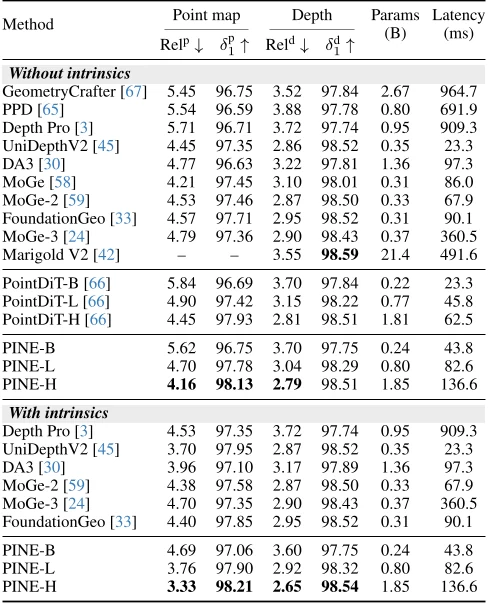 Method Point map Depth Params (B) Latency (ms)
Relᵖ ↓ δ₁ᵖ ↑ Relᵈ ↓ δ₁ᵈ ↑
Without intrinsics
GeometryCrafter [67] 5.45 96.75 3.52 97.84 2.67 964.7
PPD [65] 5.54 96.59 3.88 97.78 0.80 691.9
Depth Pro [3] 5.71 96.71 3.72 97.74 0.95 909.3
UniDepthV2 [45] 4.45 97.35 2.86 98.52 0.35 23.3
DA3 [30] 4.77 96.63 3.22 97.81 1.36 97.3
MoGe [58] 4.21 97.45 3.10 98.01 0.31 86.0
MoGe-2 [59] 4.53 97.46 2.87 98.50 0.33 67.9
FoundationGeo [33] 4.57 97.71 2.95 98.52 0.31 90.1
MoGe-3 [24] 4.79 97.36 2.90 98.43 0.37 360.5
Marigold V2 [42] – – 3.55 98.59 21.4 491.6
PointDiT-B [66] 5.84 96.69 3.70 97.84 0.22 23.3
PointDiT-L [66] 4.90 97.42 3.15 98.22 0.77 45.8
PointDiT-H [66] 4.45 97.93 2.81 98.51 1.81 62.5
PINE-B 5.62 96.75 3.70 97.75 0.24 43.8
PINE-L 4.70 97.78 3.04 98.29 0.80 82.6
PINE-H 4.16 98.13 2.79 98.51 1.85 136.6
With intrinsics
Depth Pro [3] 4.53 97.35 3.72 97.74 0.95 909.3
UniDepthV2 [45] 3.70 97.95 2.87 98.52 0.35 23.3
DA3 [30] 3.96 97.10 3.17 97.89 1.36 97.3
MoGe-2 [59] 4.38 97.58 2.87 98.50 0.33 67.9
MoGe-3 [24] 4.70 97.35 2.90 98.43 0.37 360.5
FoundationGeo [33] 4.40 97.85 2.95 98.52 0.31 90.1
PINE-B 4.69 97.06 3.60 97.75 0.24 43.8
PINE-L 3.76 97.90 2.92 98.32 0.80 82.6
PINE-H 3.33 98.21 2.65 98.54 1.85 136.6